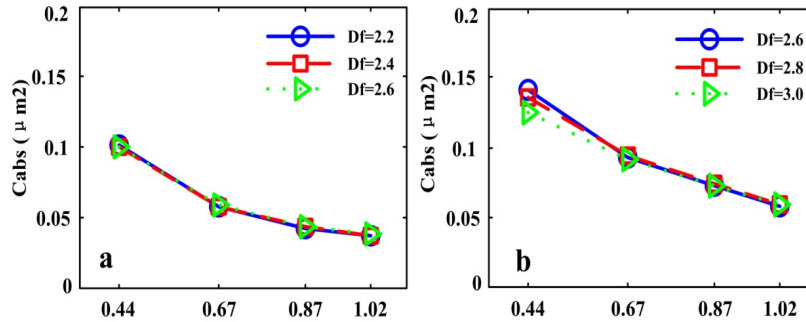 0.2
0.15
0.1
0.05
0
Cabs ( μ m2)
Df=2.2
Df=2.4
Df=2.6
a
0.44 0.67 0.87 1.02
0.2
0.15
0.1
0.05
0
Cabs ( μ m2)
Df=2.6
Df=2.8
Df=3.0
b
0.44 0.67 0.87 1.02